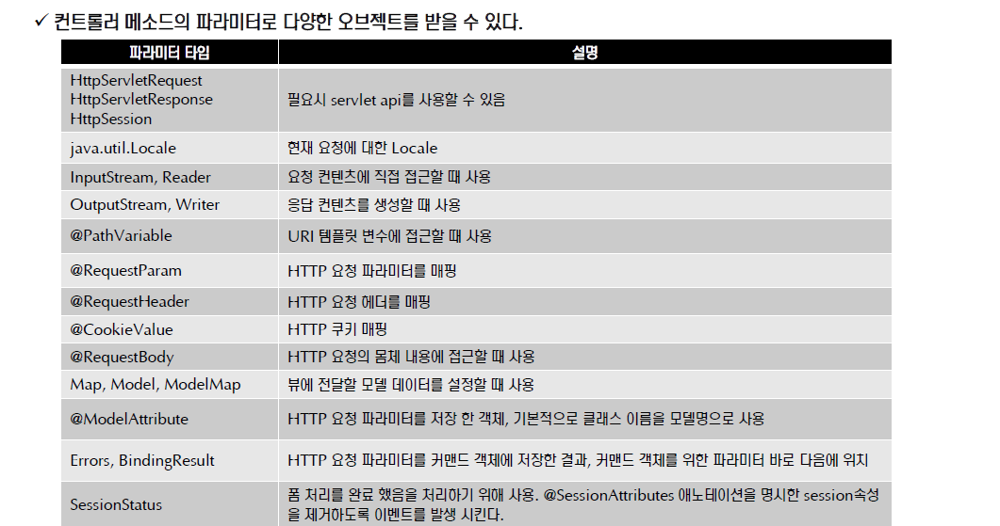 ✓ 컨트롤러 메소드의 파라미터로 다양한 오브젝트를 받을 수 있다.
파라미터 타입 설명
HttpServletRequest
HttpServletResponse
HttpSession
필요시 servlet api를 사용할 수 있음
java.util.Locale 현재 요청에 대한 Locale
InputStream, Reader 요청 컨텐츠에 직접 접근할 때 사용
OutputStream, Writer 응답 컨텐츠를 생성할 때 사용
@PathVariable URI 템플릿 변수에 접근할 때 사용
@RequestParam HTTP 요청 파라미터를 매핑
@RequestHeader HTTP 요청 헤더를 매핑
@CookieValue HTTP 쿠키 매핑
@RequestBody HTTP 요청의 몸체 내용에 접근할 때 사용
Map, Model, ModelMap 뷰에 전달할 모델 데이터를 설정할 때 사용
@ModelAttribute HTTP 요청 파라미터를 저장 한 객체, 기본적으로 클래스 이름을 모델명으로 사용
Errors, BindingResult HTTP 요청 파라미터를 커맨드 객체에 저장한 결과, 커맨드 객체를 위한 파라미터 바로 다음에 위치
SessionStatus
폼 처리를 완료 했음을 처리하기 위해 사용. @SessionAttributes 애노테이션을 명시한 session속성
을 제거하도록 이벤트를 발생 시킨다.